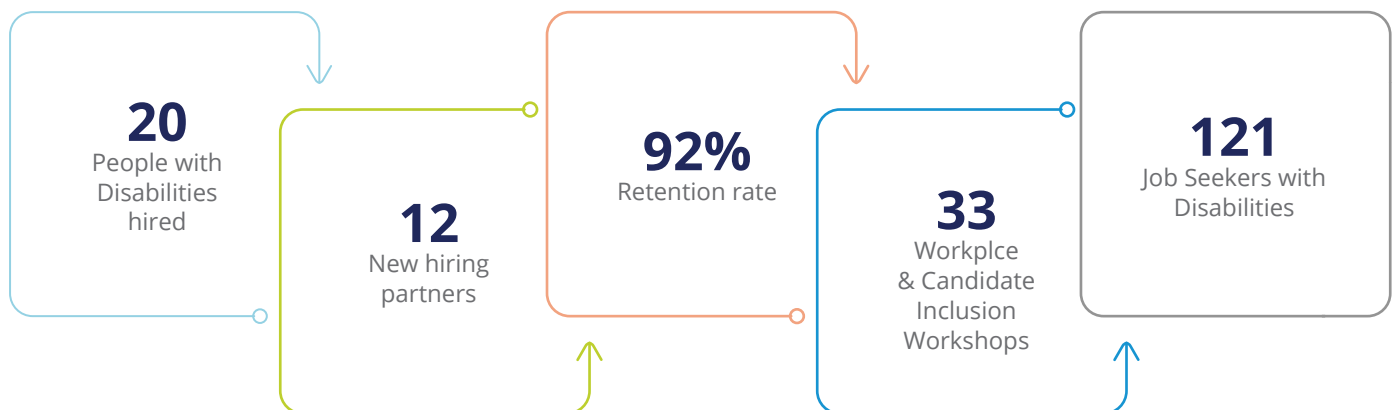 20
People with
Disabilities
hired
12
New hiring
partners
92%
Retention rate
33
Workplce
& Candidate
Inclusion
Workshops
121
Job Seekers with
Disabilities